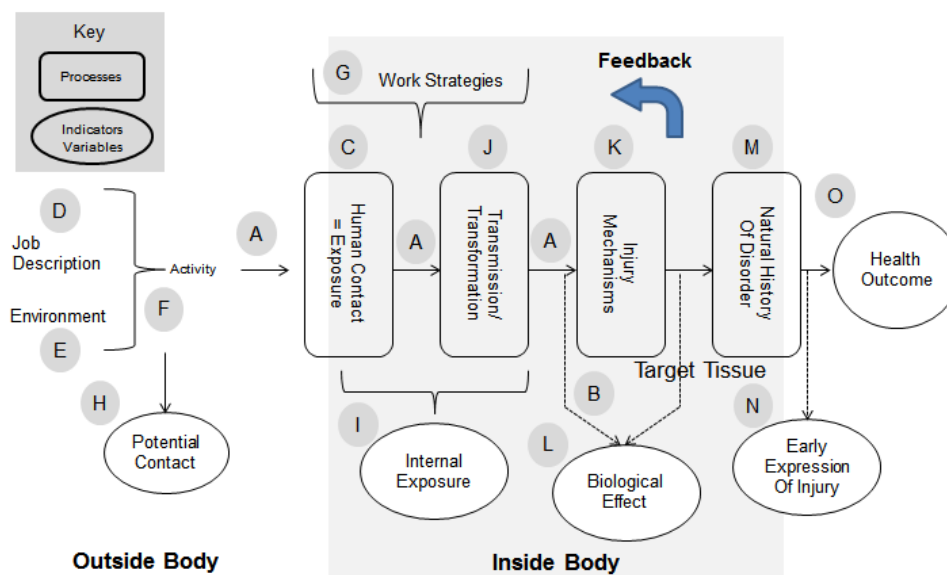 Key
Processes
Indicators
Variables
G
Work Strategies
Feedback
C
J
K
M
D
Job
Description
A
Activity
Environment
E
F
Human Contact
= Exposure
A
Transmission/
Transformation
A
Injury
Mechanisms
Natural History
Of Disorder
O
Health
Outcome
Target Tissue
H
Potential
Contact
I
Internal
Exposure
B
L
Biological
Effect
N
Early
Expression
Of Injury
Outside Body
Inside Body